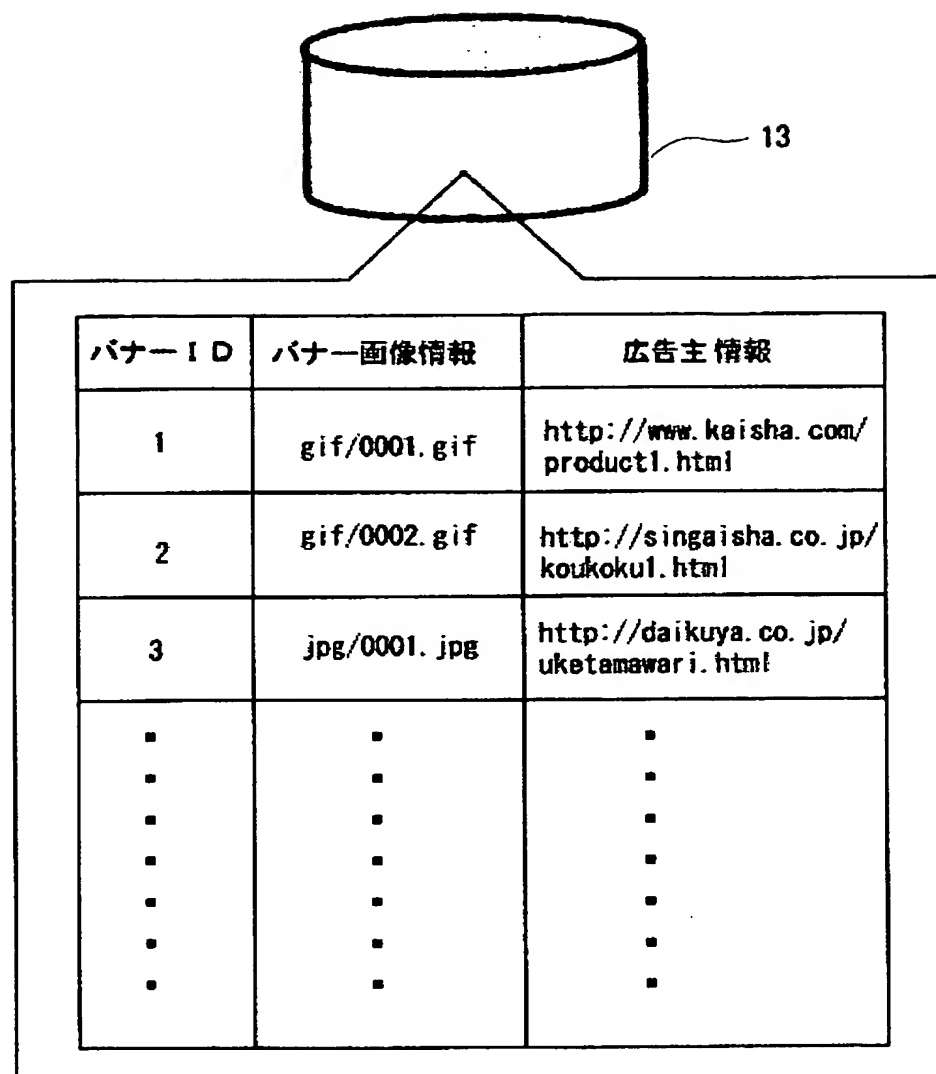 13
バナーID バナー画像情報 広告主情報
1 gif/0001.gif http://www.kaisha.com/
product1.html
2 gif/0002.gif http://singaisha.co.jp/
koukoku1.html
3 jpg/0001.jpg http://daikuya.co.jp/
uketamawari.html